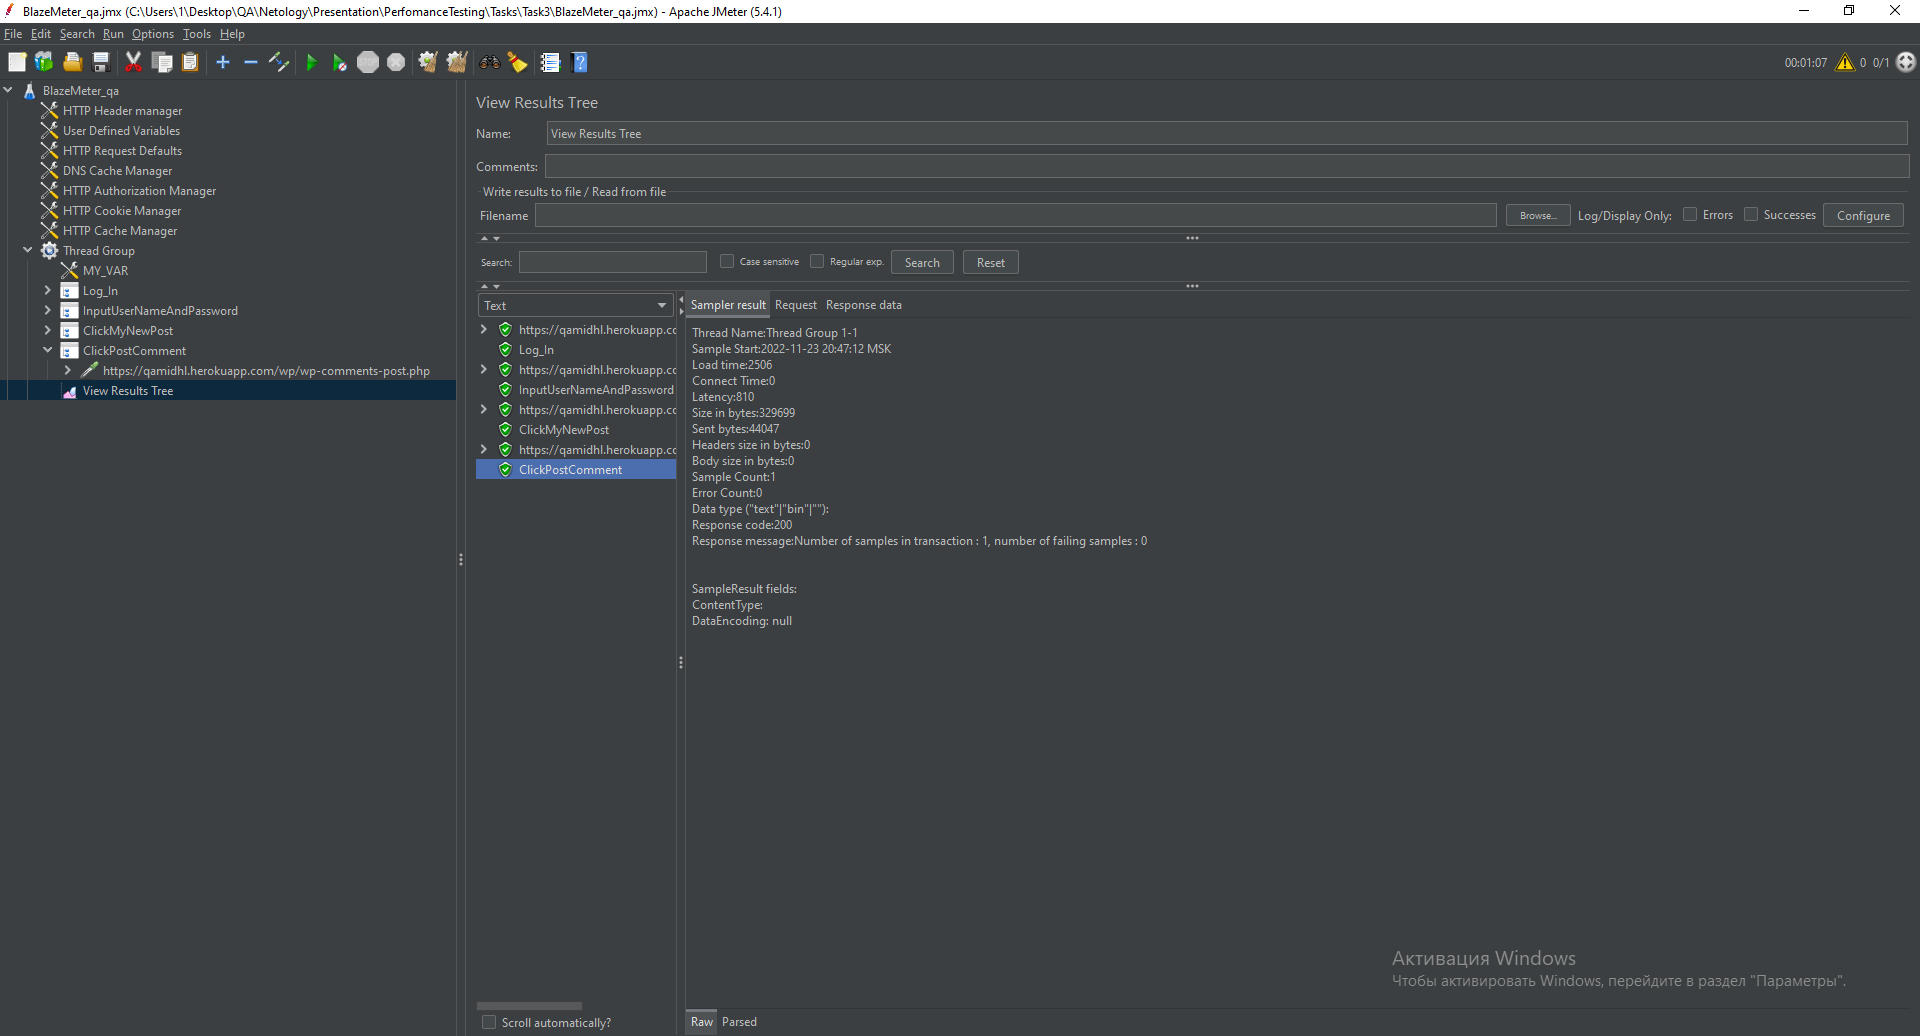 BlazeMeter_qa.jmx (C:\Users\1\Desktop\QA\Netology\Presentation\PerfomanceTesting\Tasks\Task3\BlazeMeter_qa.jmx) - Apache JMeter (5.4.1)
File Edit Search Run Options Tools Help
STOP
00:01:07 0 0/1
BlazeMeter_qa
HTTP Header manager
User Defined Variables
HTTP Request Defaults
DNS Cache Manager
HTTP Authorization Manager
HTTP Cookie Manager
HTTP Cache Manager
Thread Group
MY_VAR
Log_In
InputUserNameAndPassword
ClickMyNewPost
ClickPostComment
https://qamidhl.herokuapp.com/wp/wp-comments-post.php
View Results Tree
View Results Tree
Name: View Results Tree
Comments:
Write results to file / Read from file
Filename Browse... Log/Display Only: Errors Successes Configure
Search: Case sensitive Regular exp. Search Reset
Text
https://qamidhl.herokuapp.cc
Log_In
https://qamidhl.herokuapp.cc
InputUserNameAndPassword
https://qamidhl.herokuapp.cc
ClickMyNewPost
https://qamidhl.herokuapp.cc
ClickPostComment
Scroll automatically?
Sampler result Request Response data
Thread Name:Thread Group 1-1
Sample Start:2022-11-23 20:47:12 MSK
Load time:2506
Connect Time:0
Latency:810
Size in bytes:329699
Sent bytes:44047
Headers size in bytes:0
Body size in bytes:0
Sample Count:1
Error Count:0
Data type ("text"|"bin"|""):
Response code:200
Response message:Number of samples in transaction : 1, number of failing samples : 0
SampleResult fields:
ContentType:
DataEncoding: null
Активация Windows
Чтобы активировать Windows, перейдите в раздел "Параметры".
Raw Parsed